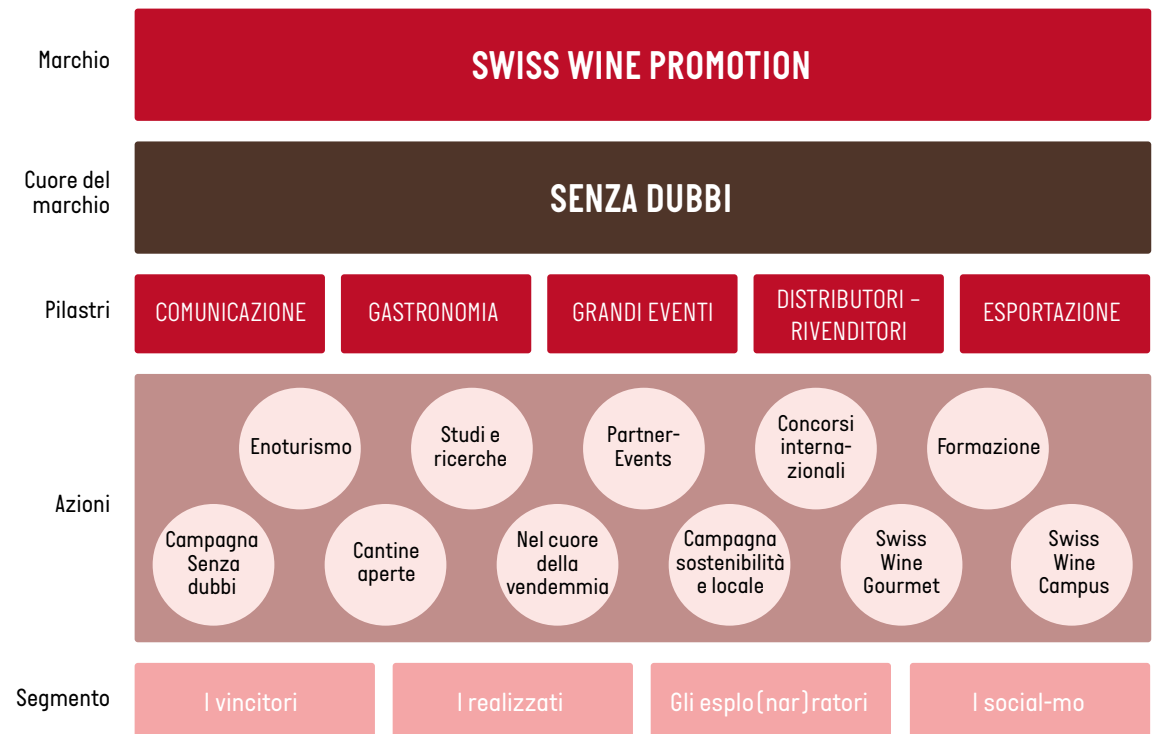 Marchio
SWISS WINE PROMOTION
Cuore del
marchio
SENZA DUBBI
Pilastri
COMUNICAZIONE
GASTRONOMIA
GRANDI EVENTI
DISTRIBUTORI –
RIVENDITORI
ESPORTAZIONE
Azioni
Enoturismo
Studi e
ricerche
Partner-
Events
Concorsi
interna-
zionali
Formazione
Campagna
Senza
dubbi
Cantine
aperte
Nel cuore
della
vendemmia
Campagna
sostenibilità
e locale
Swiss
Wine
Gourmet
Swiss
Wine
Campus
Segmento
I vincitori
I realizzati
Gli esplo(nar)ratori
I social-mo